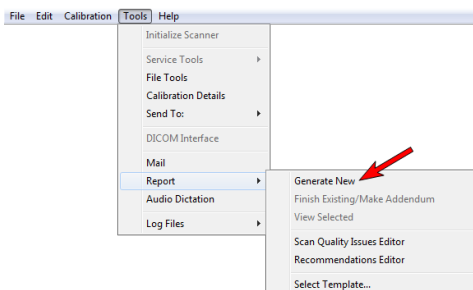 File Edit Calibration Tools Help
Initialize Scanner
Service Tools
File Tools
Calibration Details
Send To:
DICOM Interface
Mail
Report
Audio Dictation
Log Files
Generate New
Finish Existing/Make Addendum
View Selected
Scan Quality Issues Editor
Recommendations Editor
Select Template...